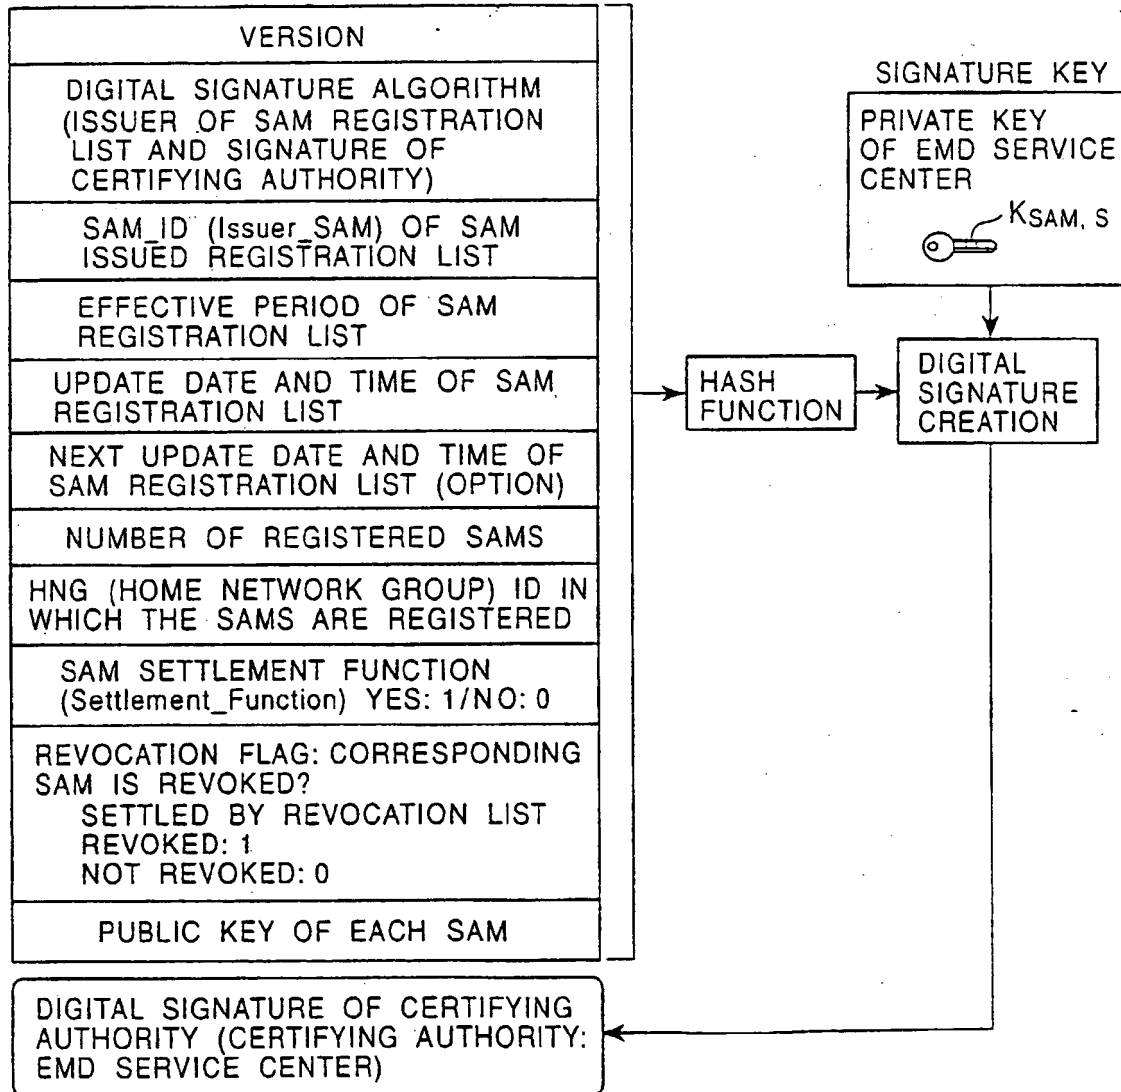 VERSION
DIGITAL SIGNATURE ALGORITHM
(ISSUER OF SAM REGISTRATION
LIST AND SIGNATURE OF
CERTIFYING AUTHORITY)
SAM_ID (Issuer_SAM) OF SAM
ISSUED REGISTRATION LIST
EFFECTIVE PERIOD OF SAM
REGISTRATION LIST
UPDATE DATE AND TIME OF SAM
REGISTRATION LIST
NEXT UPDATE DATE AND TIME OF
SAM REGISTRATION LIST (OPTION)
NUMBER OF REGISTERED SAMS
HNG (HOME NETWORK GROUP) ID IN
WHICH THE SAMS ARE REGISTERED
SAM SETTLEMENT FUNCTION
(Settlement_Function) YES: 1/NO: 0
REVOCATION FLAG: CORRESPONDING
SAM IS REVOKED?
SETTLED BY REVOCATION LIST
REVOKED: 1
NOT REVOKED: 0
PUBLIC KEY OF EACH SAM
HASH
FUNCTION
SIGNATURE KEY
PRIVATE KEY
OF EMD SERVICE
CENTER
KSAM, S
DIGITAL
SIGNATURE
CREATION
DIGITAL SIGNATURE OF CERTIFYING
AUTHORITY (CERTIFYING AUTHORITY:
EMD SERVICE CENTER)